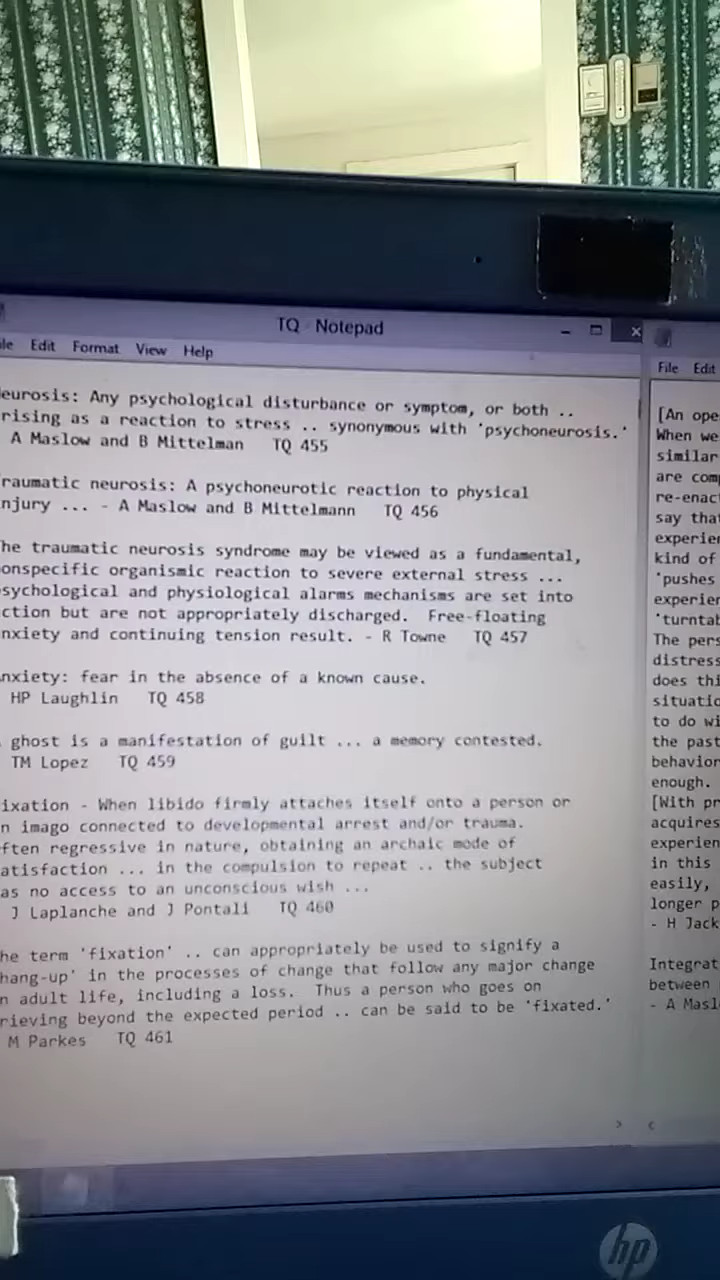 TQ - Notepad
le Edit Format View Help
eurosis: Any psychological disturbance or symptom, or both ..
rising as a reaction to stress .. synonymous with 'psychoneurosis.'
A Maslow and B Mittelman TQ 455
raumatic neurosis: A psychoneurotic reaction to physical
njury ... - A Maslow and B Mittelmann TQ 456
he traumatic neurosis syndrome may be viewed as a fundamental,
onspecific organismic reaction to severe external stress ...
sychological and physiological alarms mechanisms are set into
ction but are not appropriately discharged. Free-floating
nxiety and continuing tension result. - R Towne TQ 457
nxiety: fear in the absence of a known cause.
HP Laughlin TQ 458
ghost is a manifestation of guilt ... a memory contested.
TM Lopez TQ 459
ixation - When libido firmly attaches itself onto a person or
n imago connected to developmental arrest and/or trauma.
ften regressive in nature, obtaining an archaic mode of
atisfaction ... in the compulsion to repeat .. the subject
as no access to an unconscious wish ...
J Laplanche and J Pontali TQ 460
he term 'fixation' .. can appropriately be used to signify a
hang-up' in the processes of change that follow any major change
n adult life, including a loss. Thus a person who goes on
rieving beyond the expected period .. can be said to be 'fixated.'
M Parkes TQ 461
File Edit
[An ope
When we
similar
are com
re-enac
say tha
experien
kind of
'pushes
experien
'turntab
The pers
distress
does thi
situatio
to do wi
the past
behavior
enough.
[With pr
acquires
experien
in this
easily,
longer p
- H Jack
Integrat
between
- A Maslo
hp